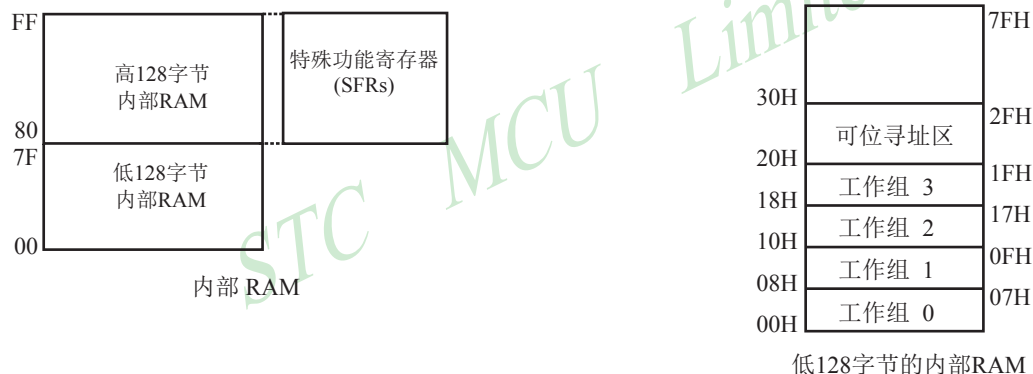 FF
高128字节
内部RAM
80
7F
低128字节
内部RAM
00
特殊功能寄存器
(SFRs)
内部 RAM
STC MCU Limite
7FH
30H
可位寻址区
2FH
20H
工作组 3
1FH
18H
工作组 2
17H
10H
工作组 1
0FH
08H
工作组 0
07H
00H
低128字节的内部RAM